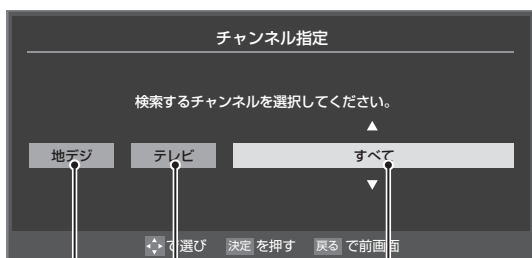 チャンネル指定
検索するチャンネルを選択してください。
▲
地デジ テレビ すべて
▼
で選び 決定 を押す 戻る で前画面